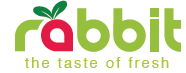 rabbit
the taste of fresh